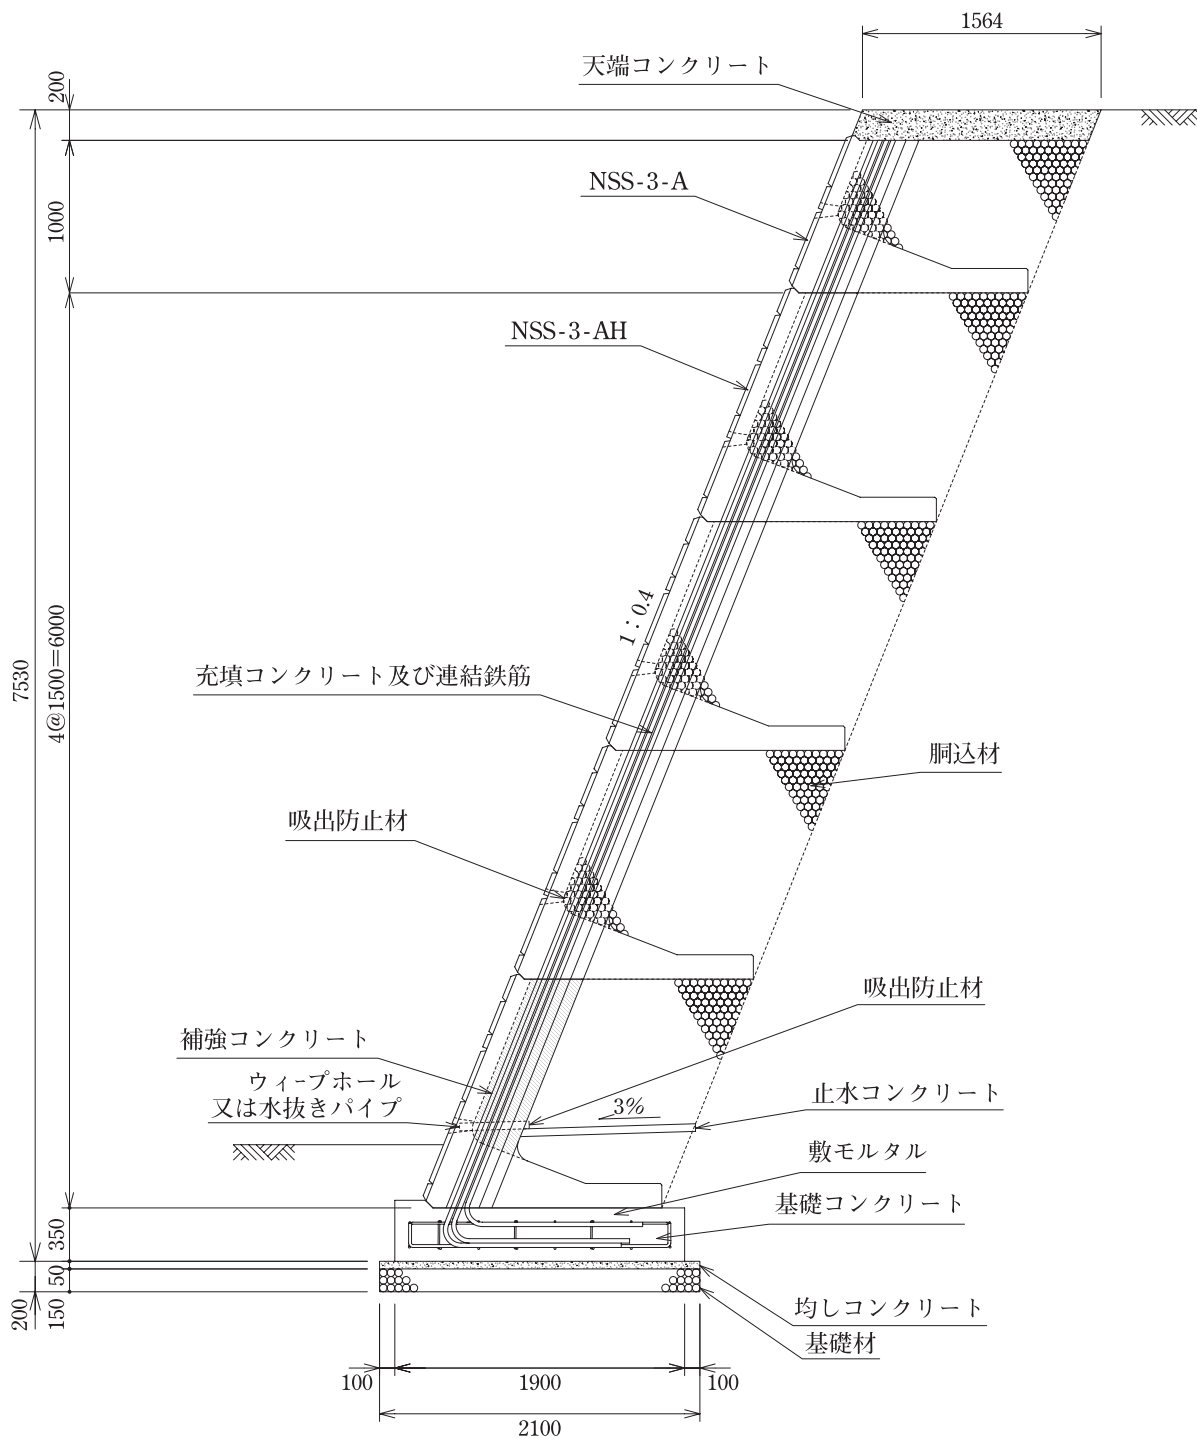 1564
200
天端コンクリート
NSS-3-A
1000
NSS-3-AH
1：0.4
4@1500＝6000
7530
充填コンクリート及び連結鉄筋
胴込材
吸出防止材
吸出防止材
補強コンクリート
ウィープホール
又は水抜きパイプ
3%
止水コンクリート
敷モルタル
基礎コンクリート
350
50
150
200
均しコンクリート
基礎材
100
1900
100
2100